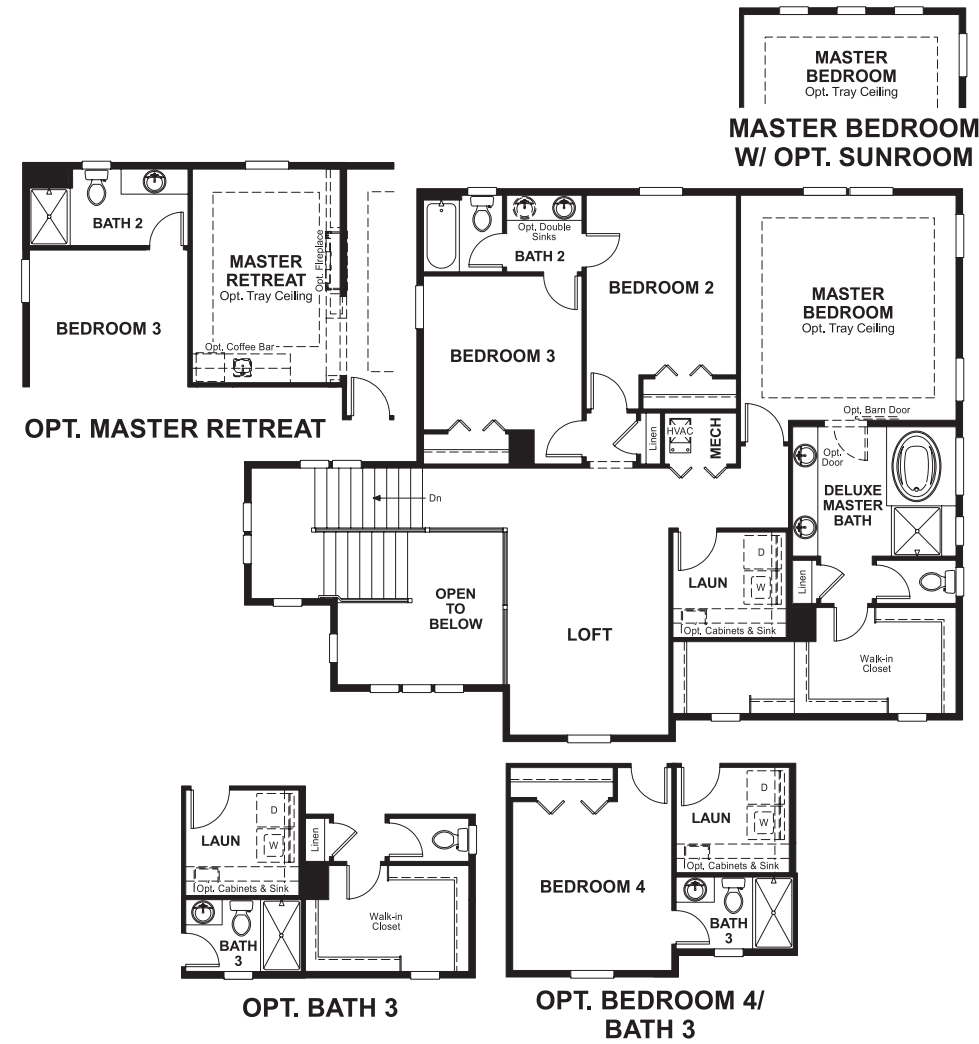 MASTER
BEDROOM
Opt. Tray Ceiling
MASTER BEDROOM
W/ OPT. SUNROOM
BATH 2
MASTER
RETREAT
Opt. Tray Ceiling
Opt. Fireplace
BEDROOM 3
Opt. Coffee Bar
OPT. MASTER RETREAT
Opt. Double
Sinks
BATH 2
BEDROOM 2
MASTER
BEDROOM
Opt. Tray Ceiling
BEDROOM 3
Linen
HVAC
MECH
Opt. Barn Door
Opt.
Door
DELUXE
MASTER
BATH
Dn
OPEN
TO
BELOW
LOFT
LAUN
D
W
Opt. Cabinets & Sink
Linen
Walk-in
Closet
LAUN
D
W
Opt. Cabinets & Sink
Linen
BATH
3
Walk-in
Closet
OPT. BATH 3
BEDROOM 4
LAUN
D
W
Opt. Cabinets & Sink
BATH
3
OPT. BEDROOM 4/
BATH 3